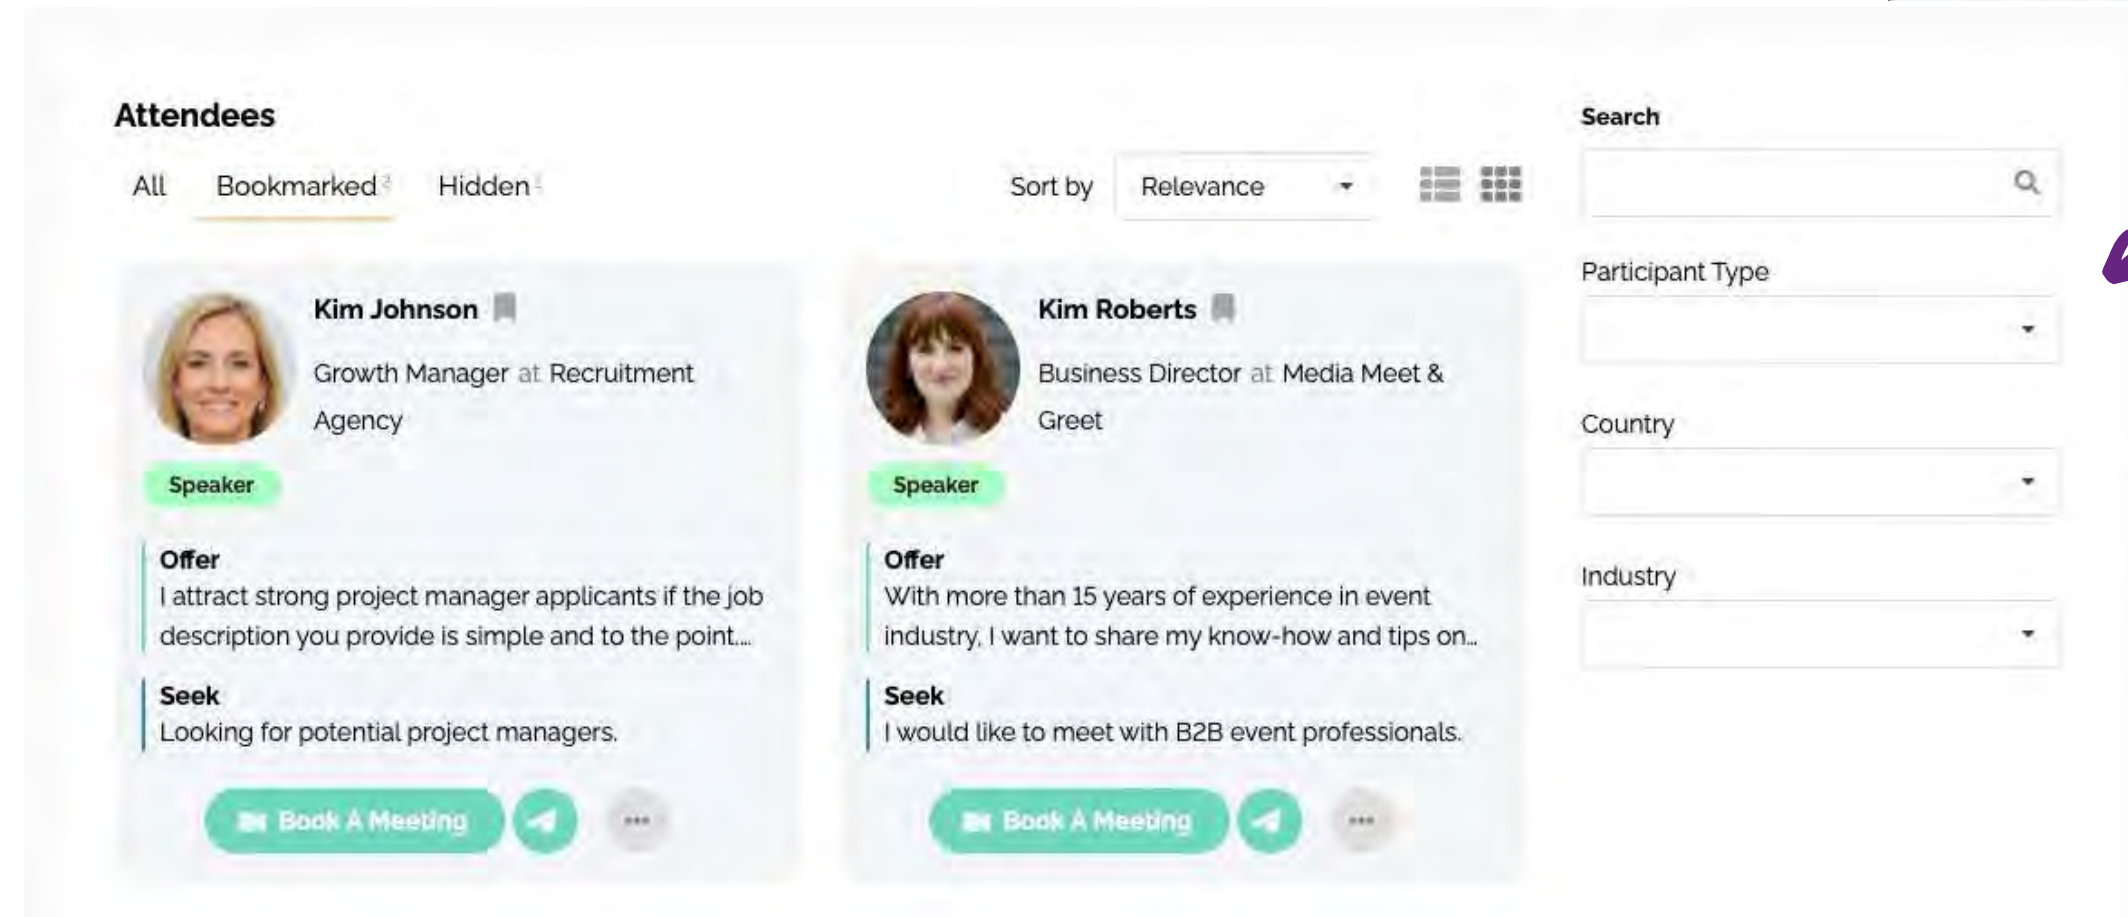 Attendees
All Bookmarked 2 Hidden
Sort by Relevance
Kim Johnson
Growth Manager at Recruitment
Agency
Speaker
Offer
I attract strong project manager applicants if the job
description you provide is simple and to the point....
Seek
Looking for potential project managers.
Book A Meeting
Kim Roberts
Business Director at Media Meet &
Greet
Speaker
Offer
With more than 15 years of experience in event
industry, I want to share my know-how and tips on...
Seek
I would like to meet with B2B event professionals.
Book A Meeting
Search
Participant Type
Country
Industry